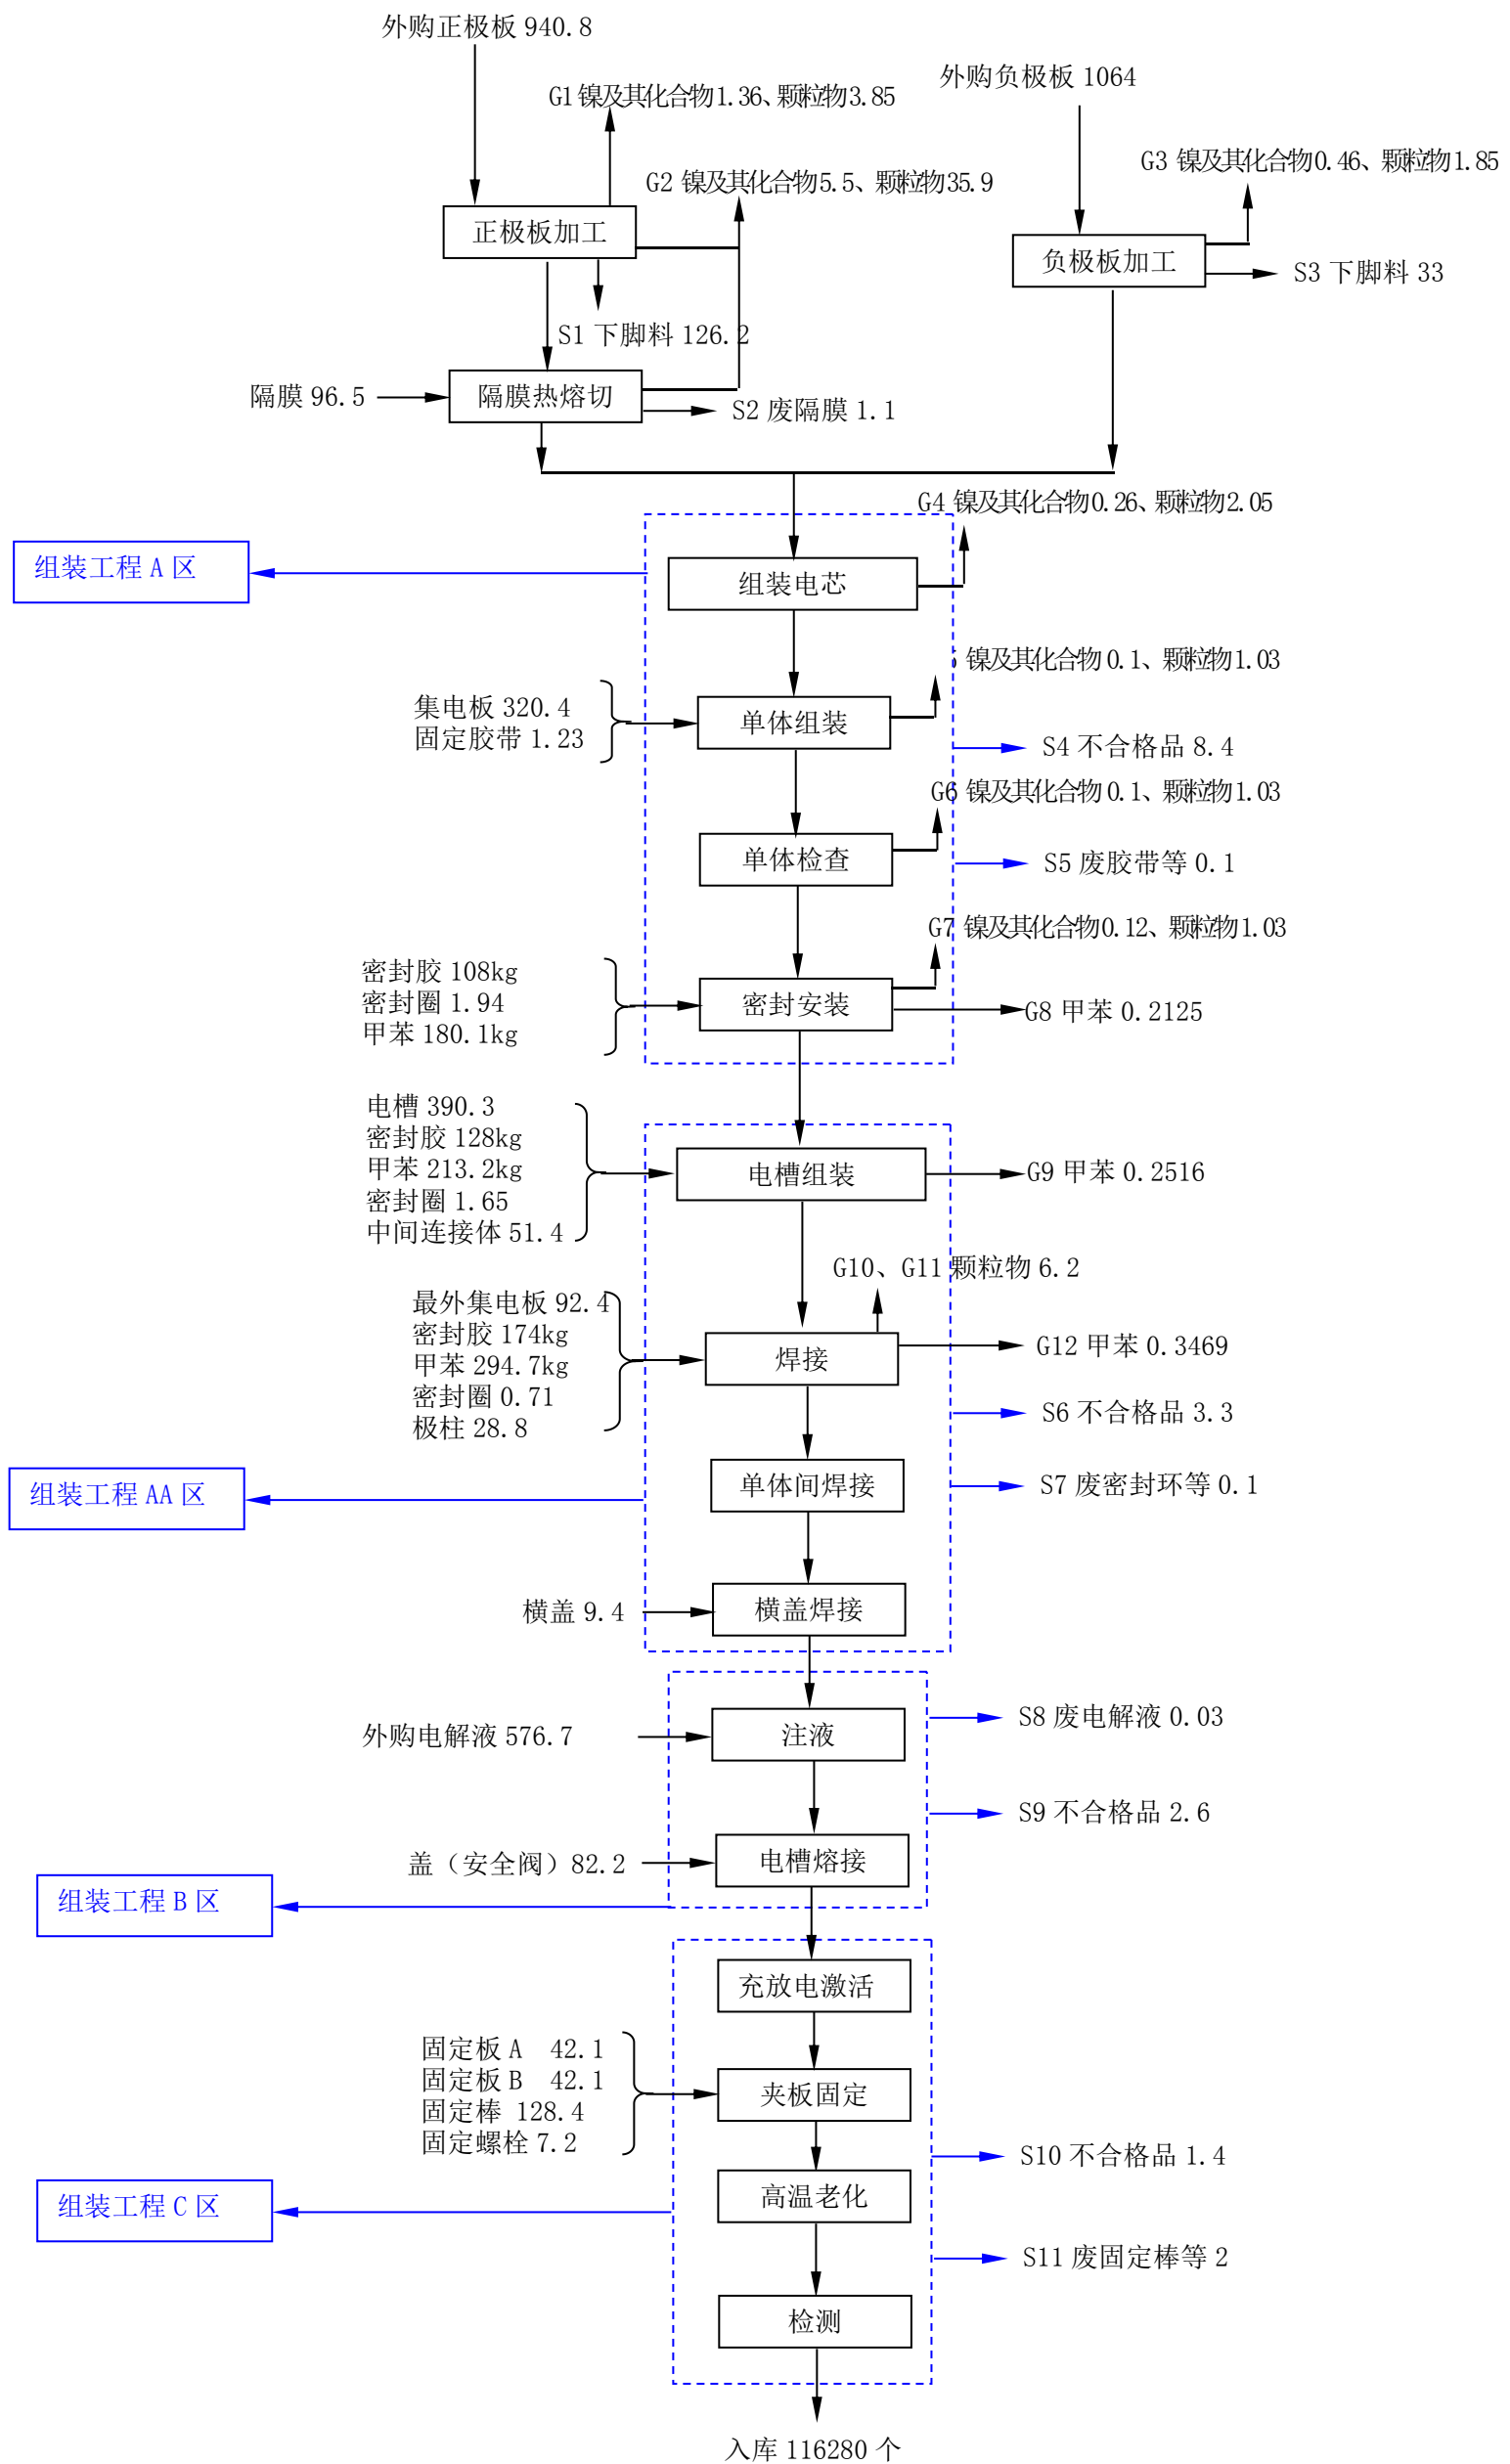 外购正极板 940.8
外购负极板 1064
G1 镍及其化合物1.36、颗粒物3.85
G3 镍及其化合物0.46、颗粒物1.85
G2 镍及其化合物5.5、颗粒物35.9
正极板加工
负极板加工
S3 下脚料 33
S1 下脚料 126.2
隔膜 96.5
隔膜热熔切
S2 废隔膜 1.1
G4 镍及其化合物0.26、颗粒物2.05
组装工程 A 区
组装电芯
镍及其化合物 0.1、颗粒物1.03
集电板 320.4
固定胶带 1.23
单体组装
S4 不合格品 8.4
G6 镍及其化合物 0.1、颗粒物1.03
单体检查
S5 废胶带等 0.1
G7 镍及其化合物0.12、颗粒物1.03
密封胶 108kg
密封圈 1.94
甲苯 180.1kg
密封安装
G8 甲苯 0.2125
电槽 390.3
密封胶 128kg
甲苯 213.2kg
密封圈 1.65
中间连接体 51.4
电槽组装
G9 甲苯 0.2516
G10、G11 颗粒物 6.2
最外集电板 92.4
密封胶 174kg
甲苯 294.7kg
密封圈 0.71
极柱 28.8
焊接
G12 甲苯 0.3469
S6 不合格品 3.3
组装工程 AA 区
单体间焊接
S7 废密封环等 0.1
横盖 9.4
横盖焊接
外购电解液 576.7
注液
S8 废电解液 0.03
S9 不合格品 2.6
盖（安全阀）82.2
电槽熔接
组装工程 B 区
充放电激活
固定板 A 42.1
固定板 B 42.1
固定棒 128.4
固定螺栓 7.2
夹板固定
S10 不合格品 1.4
组装工程 C 区
高温老化
S11 废固定棒等 2
检测
入库 116280 个